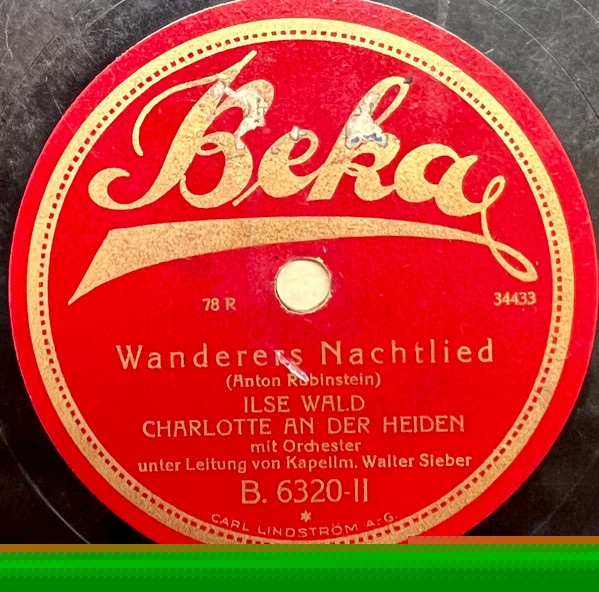 Beka
78 R 34433
Wanderers Nachtlied
(Anton Rubinstein)
ILSE WALD
CHARLOTTE AN DER HEIDEN
mit Orchester
unter Leitung von Kapellm. Walter Sieber
B. 6320-II
CARL LINDSTRÖM A-G.